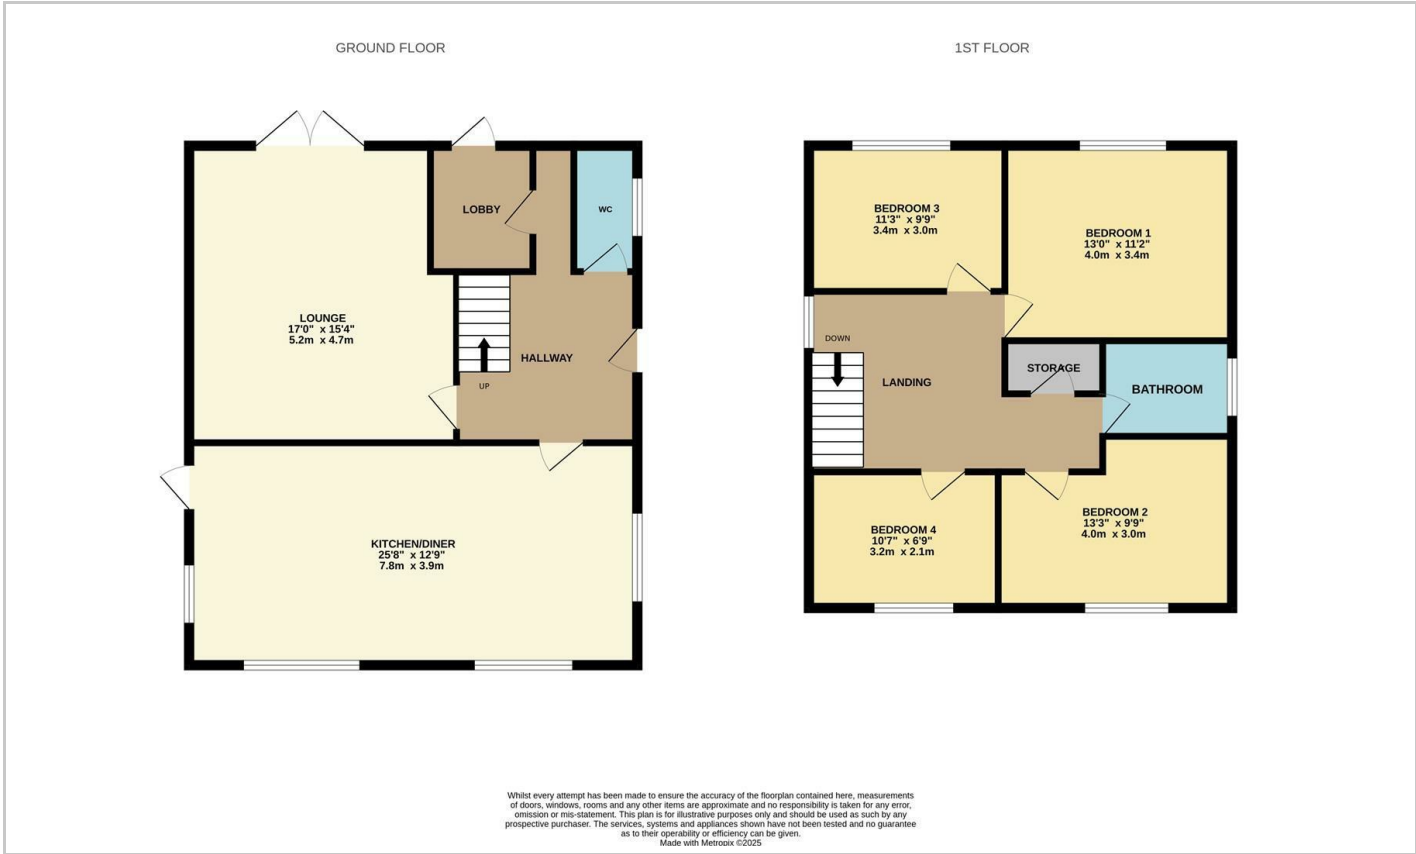 GROUND FLOOR
LOBBY
WC
LOUNGE
17'0" x 15'4"
5.2m x 4.7m
HALLWAY
UP
KITCHEN/DINER
25'8" x 12'9"
7.8m x 3.9m
1ST FLOOR
BEDROOM 3
11'3" x 9'9"
3.4m x 3.0m
BEDROOM 1
13'0" x 11'2"
4.0m x 3.4m
DOWN
STORAGE
LANDING
BATHROOM
BEDROOM 2
13'3" x 9'9"
4.0m x 3.0m
BEDROOM 4
10'7" x 6'9"
3.2m x 2.1m
Whilst every attempt has been made to ensure the accuracy of the floorplan contained here, measurements
of doors, windows, rooms and any other items are approximate and no responsibility is taken for any error,
omission or mis-statement. This plan is for illustrative purposes only and should be used as such by any
prospective purchaser. The services, systems and appliances shown have not been tested and no guarantee
as to their operability or efficiency can be given.
Made with Metropix ©2025